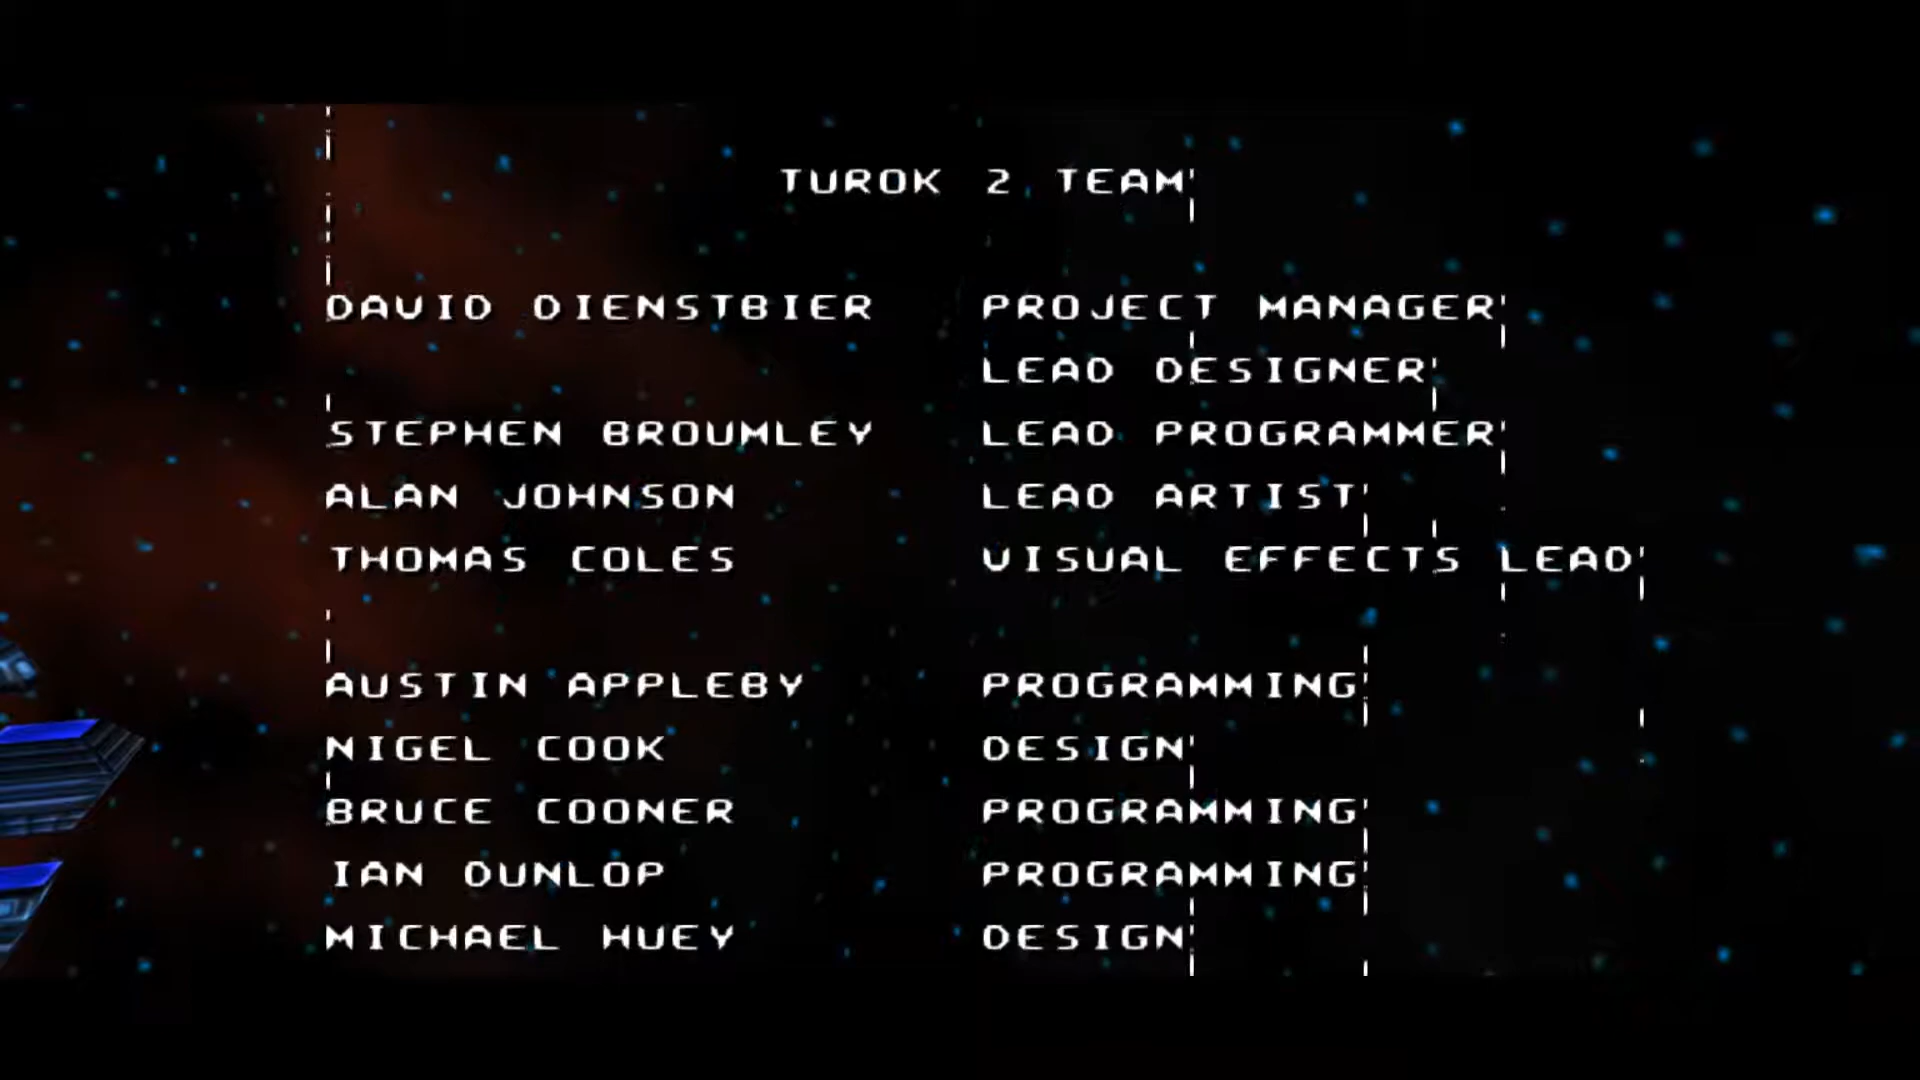 TUROK 2 TEAM
DAVID DIENSTBIER PROJECT MANAGER
LEAD DESIGNER
STEPHEN BROUMLEY LEAD PROGRAMMER
ALAN JOHNSON LEAD ARTIST
THOMAS COLES VISUAL EFFECTS LEAD
AUSTIN APPLEBY PROGRAMMING
NIGEL COOK DESIGN
BRUCE COONER PROGRAMMING
IAN DUNLOP PROGRAMMING
MICHAEL HUEY DESIGN